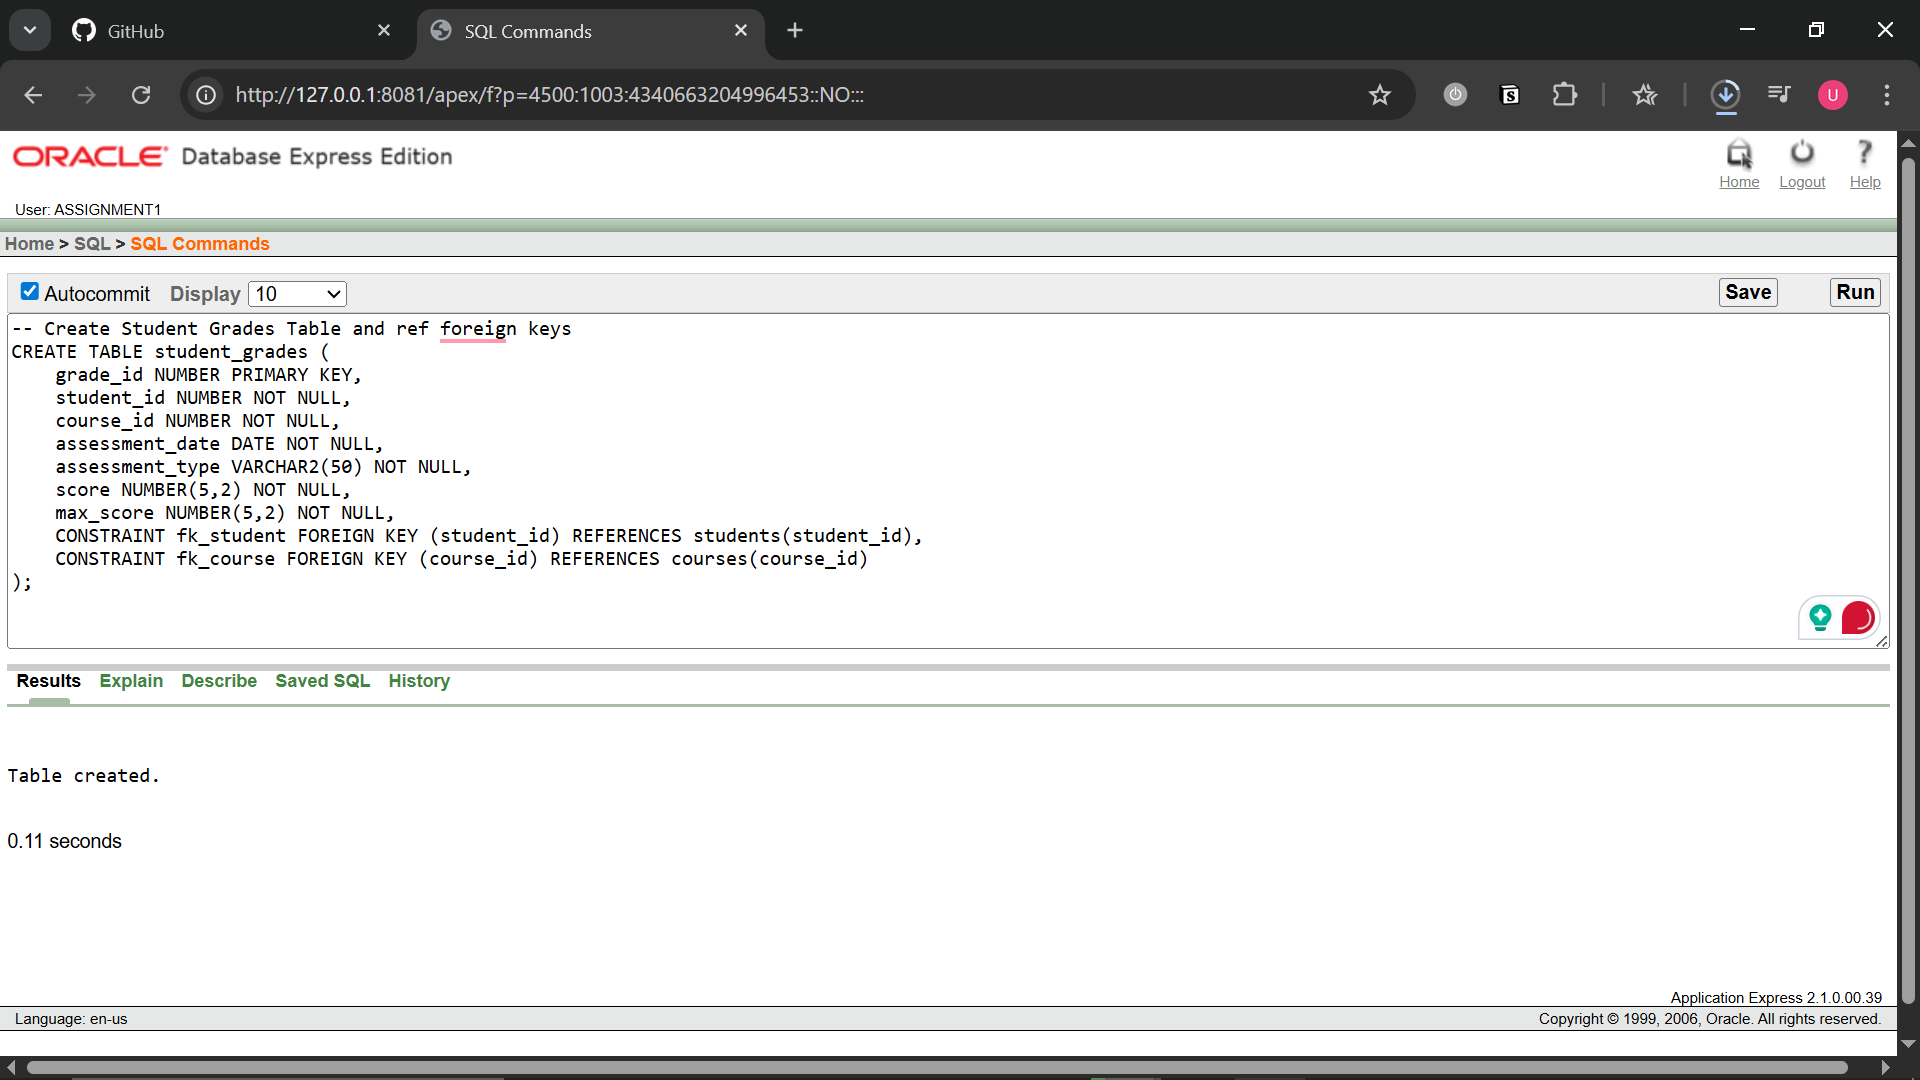 GitHub
SQL Commands
http://127.0.0.1:8081/apex/f?p=4500:1003:4340663204996453::NO:::
U
ORACLE Database Express Edition
Home Logout Help
User: ASSIGNMENT1
Home > SQL > SQL Commands
Autocommit Display 10 Save Run
-- Create Student Grades Table and ref foreign keys
CREATE TABLE student_grades (
    grade_id NUMBER PRIMARY KEY,
    student_id NUMBER NOT NULL,
    course_id NUMBER NOT NULL,
    assessment_date DATE NOT NULL,
    assessment_type VARCHAR2(50) NOT NULL,
    score NUMBER(5,2) NOT NULL,
    max_score NUMBER(5,2) NOT NULL,
    CONSTRAINT fk_student FOREIGN KEY (student_id) REFERENCES students(student_id),
    CONSTRAINT fk_course FOREIGN KEY (course_id) REFERENCES courses(course_id)
);
Results Explain Describe Saved SQL History
Table created.
0.11 seconds
Application Express 2.1.0.00.39
Language: en-us Copyright © 1999, 2006, Oracle. All rights reserved.